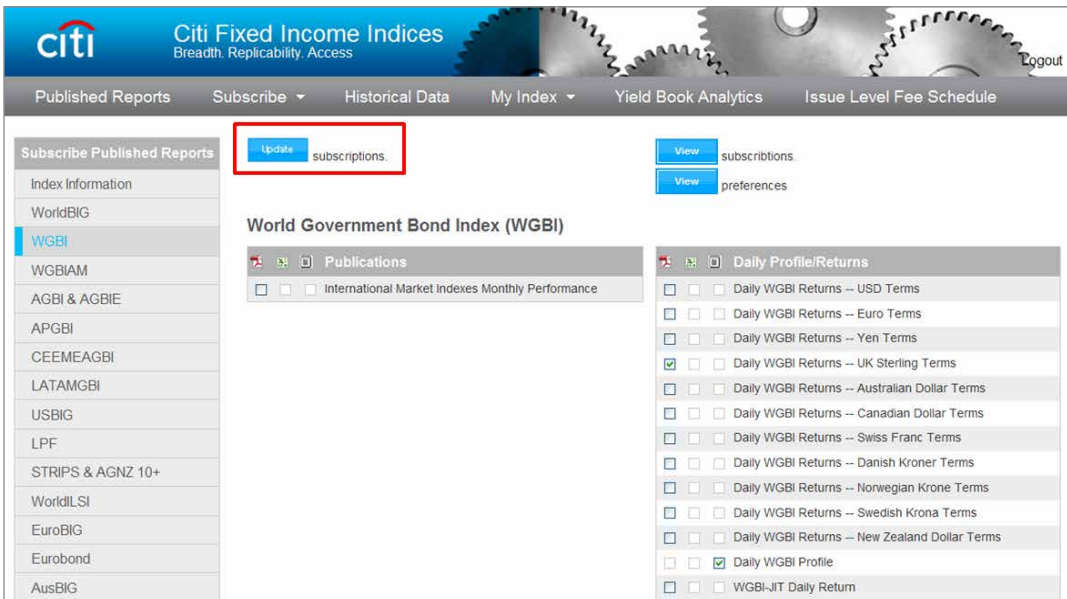 citi
Citi Fixed Income Indices
Breadth. Replicability. Access
Logout
Published Reports Subscribe Historical Data My Index Yield Book Analytics Issue Level Fee Schedule
Subscribe Published Reports
Index Information
WorldBIG
WGBI
WGBIAM
AGBI & AGBIE
APGBI
CEEMEAGBI
LATAMGBI
USBIG
LPF
STRIPS & AGNZ 10+
WorldILSI
EuroBIG
Eurobond
AusBIG
Update subscriptions.
View subscribtions.
View preferences
World Government Bond Index (WGBI)
Publications
International Market Indexes Monthly Performance
Daily Profile/Returns
Daily WGBI Returns -- USD Terms
Daily WGBI Returns -- Euro Terms
Daily WGBI Returns -- Yen Terms
Daily WGBI Returns -- UK Sterling Terms
Daily WGBI Returns -- Australian Dollar Terms
Daily WGBI Returns -- Canadian Dollar Terms
Daily WGBI Returns -- Swiss Franc Terms
Daily WGBI Returns -- Danish Kroner Terms
Daily WGBI Returns -- Norwegian Krone Terms
Daily WGBI Returns -- Swedish Krona Terms
Daily WGBI Returns -- New Zealand Dollar Terms
Daily WGBI Profile
WGBI-JIT Daily Return